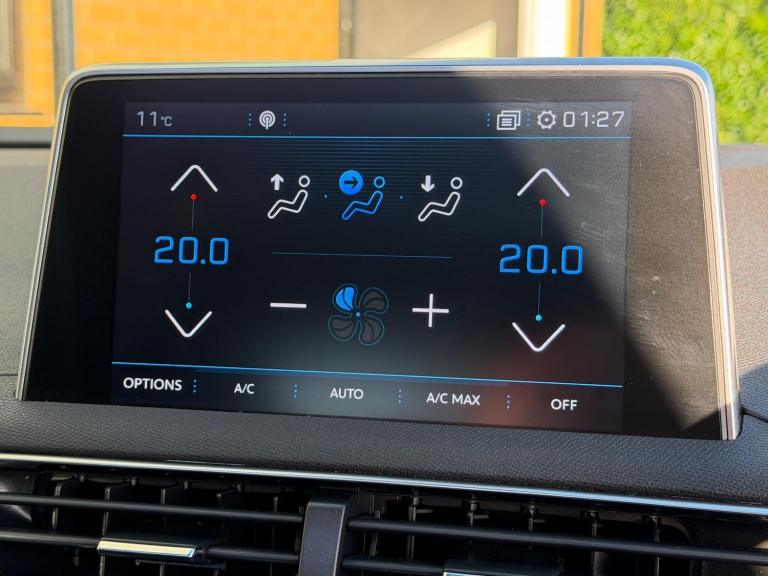 11°C
01:27
20.0
20.0
OPTIONS
A/C
AUTO
A/C MAX
OFF